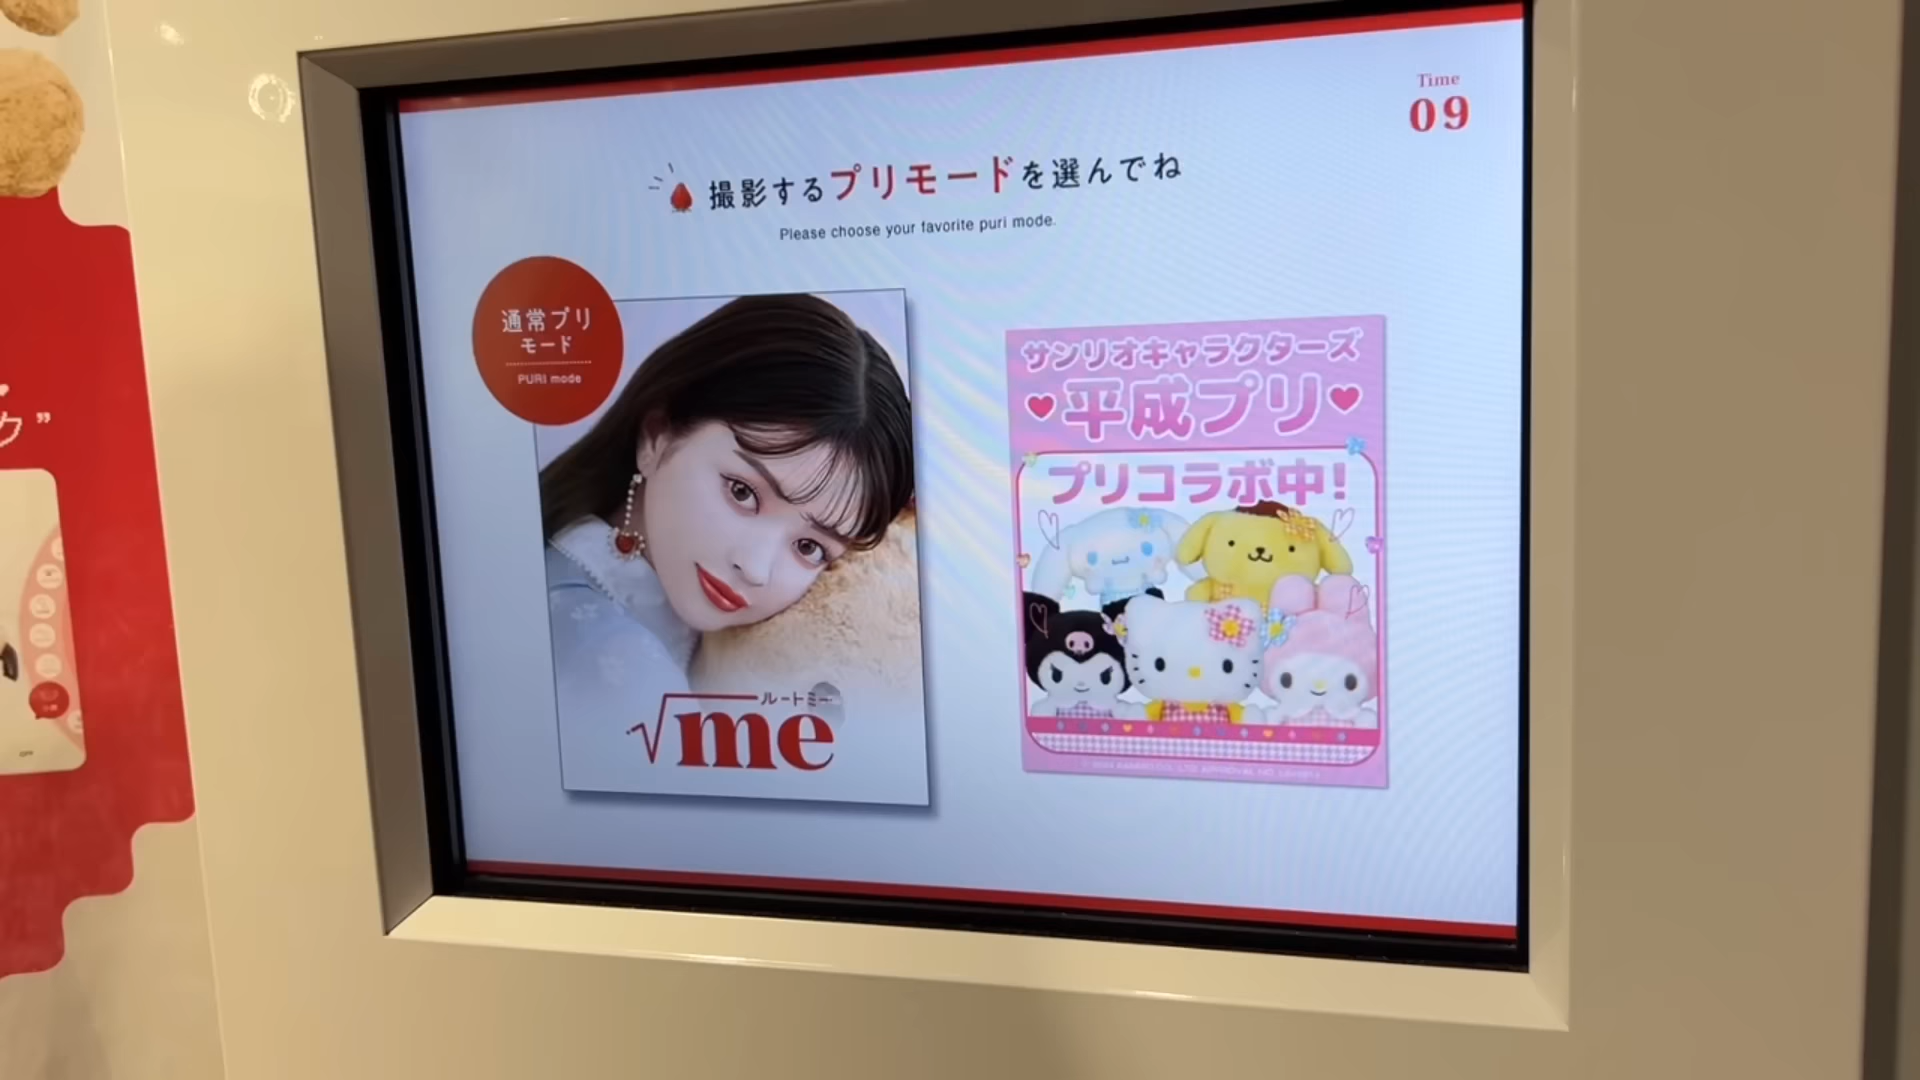 Time
09
撮影するプリモードを選んでね
Please choose your favorite puri mode.
通常プリ
モード
PURI mode
ルートミー
√me
サンリオキャラクターズ
平成プリ
プリコラボ中!
ク”